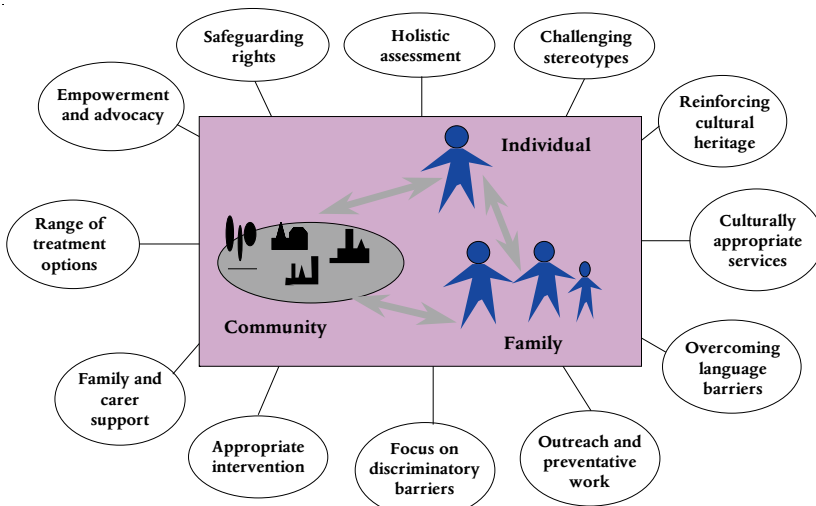 Safeguarding
rights
Holistic
assessment
Challenging
stereotypes
Empowerment
and advocacy
Reinforcing
cultural
heritage
Individual
Range of
treatment
options
Culturally
appropriate
services
Community
Family
Family and
carer
support
Overcoming
language
barriers
Appropriate
intervention
Focus on
discriminatory
barriers
Outreach and
preventative
work